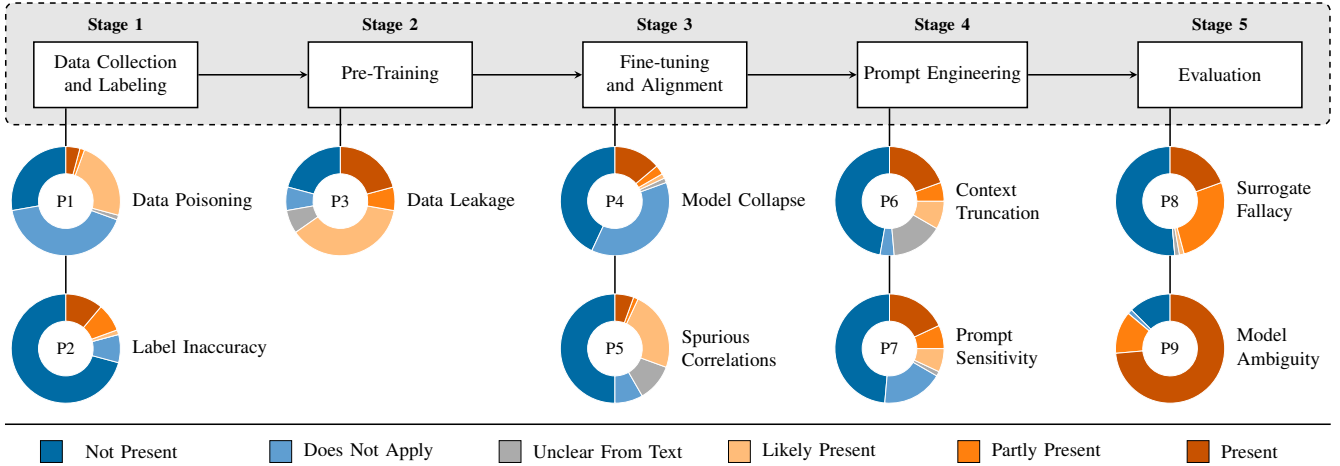 Stage 1
Stage 2
Stage 3
Stage 4
Stage 5
Data Collection
and Labeling
Pre-Training
Fine-tuning
and Alignment
Prompt Engineering
Evaluation
P1
Data Poisoning
P3
Data Leakage
P4
Model Collapse
P6
Context
Truncation
P8
Surrogate
Fallacy
P2
Label Inaccuracy
P5
Spurious
Correlations
P7
Prompt
Sensitivity
P9
Model
Ambiguity
Not Present
Does Not Apply
Unclear From Text
Likely Present
Partly Present
Present